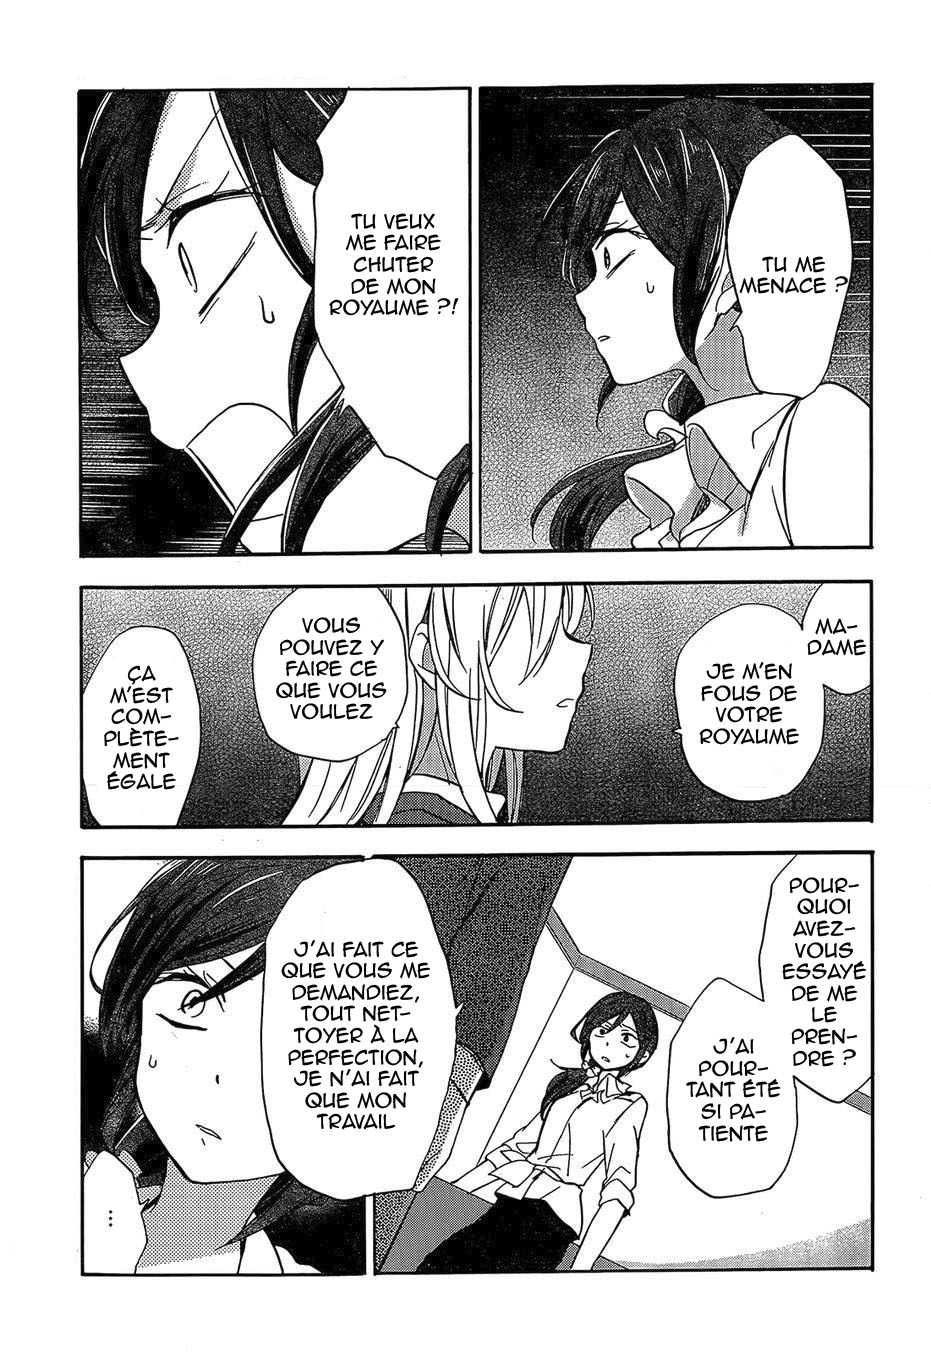 TU ME
MENACE ?
TU VEUX
ME FAIRE
CHUTER
DE MON
ROYAUME ?!
MA-
DAME
JE M'EN
FOUS DE
VOTRE
ROYAUME
VOUS
POUVEZ Y
FAIRE CE
QUE VOUS
VOULEZ
ÇA
M'EST
COM-
PLÈTE-
MENT
ÉGALE
POUR-
QUOI
AVEZ-
VOUS
ESSAYÉ
DE ME
LE
PREN-
DRE ?
J'AI
POUR-
TANT ÉTÉ
SI PA-
TIENTE
J'AI FAIT CE
QUE VOUS ME
DEMANDIEZ,
TOUT NET-
TOYER À LA
PERFECTION,
JE N'AI FAIT
QUE MON
TRAVAIL
...